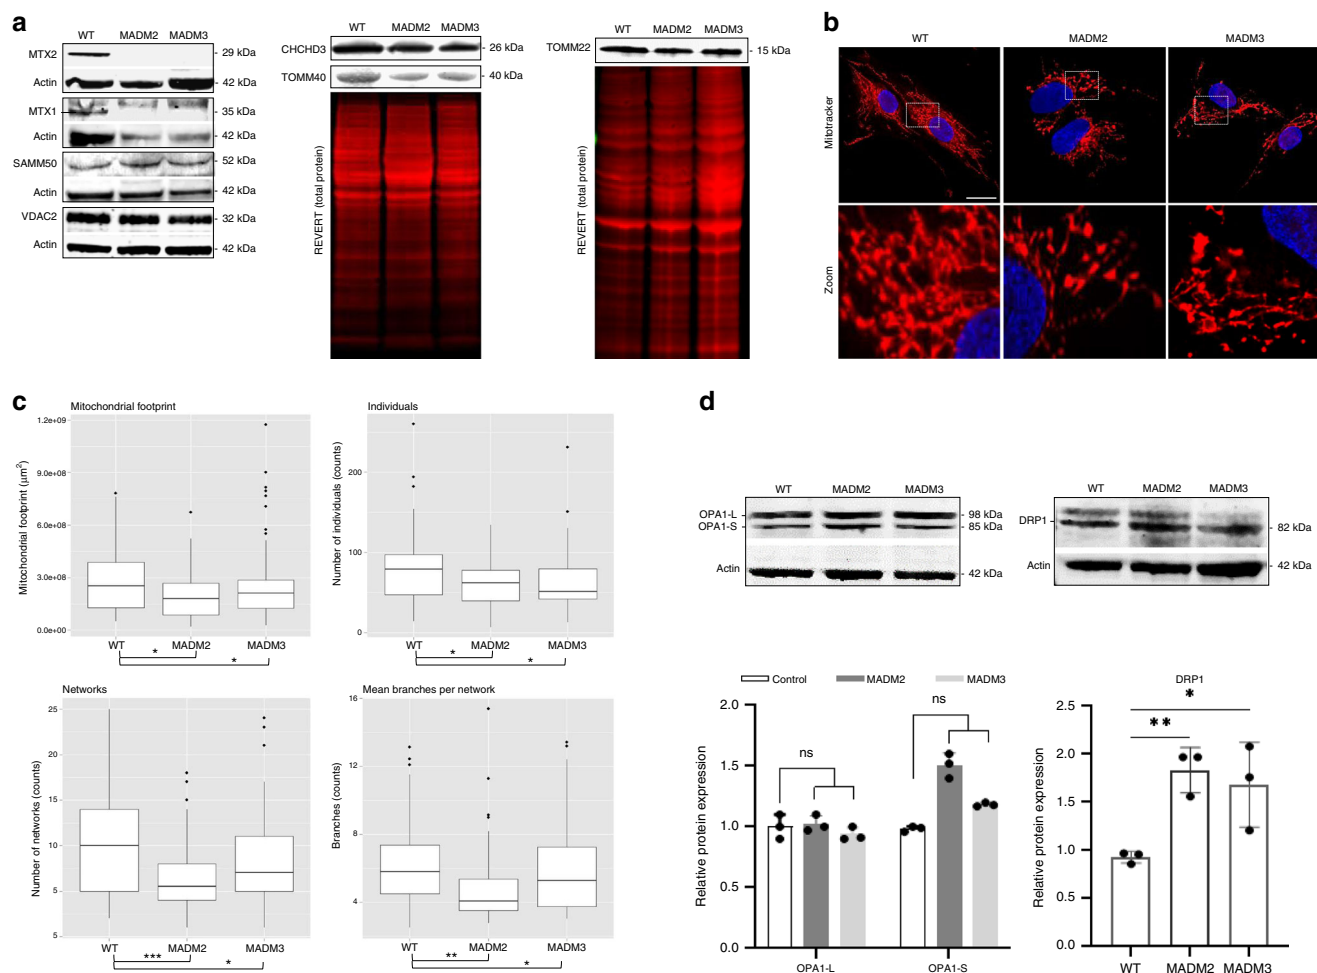 a
WT MADM2 MADM3
MTX2 29 kDa
Actin 42 kDa
MTX1 35 kDa
Actin 42 kDa
SAMM50 52 kDa
Actin 42 kDa
VDAC2 32 kDa
Actin 42 kDa
WT MADM2 MADM3
CHCHD3 26 kDa
TOMM40 40 kDa
REVERT (total protein)
WT MADM2 MADM3
TOMM22 15 kDa
REVERT (total protein)
b
WT MADM2 MADM3
Mitotracker
Zoom
c
Mitochondrial footprint
Mitochondrial footprint (μm²)
1.2e+09
9.0e+08
6.0e+08
3.0e+08
0.0e+00
WT MADM2 MADM3
*
*
Individuals
Number of individuals (counts)
200
100
0
WT MADM2 MADM3
*
*
Networks
Number of networks (counts)
25
20
15
10
5
5
WT MADM2 MADM3
***
*
Mean branches per network
Branches (counts)
16
12
8
4
WT MADM2 MADM3
**
*
d
WT MADM2 MADM3
OPA1-L 98 kDa
OPA1-S 85 kDa
Actin 42 kDa
WT MADM2 MADM3
DRP1 82 kDa
Actin 42 kDa
Control MADM2 MADM3
Relative protein expression
2.0
1.5
1.0
0.5
0.0
ns
ns
OPA1-L OPA1-S
DRP1
Relative protein expression
2.5
2.0
1.5
1.0
0.5
0.0
*
**
WT MADM2 MADM3